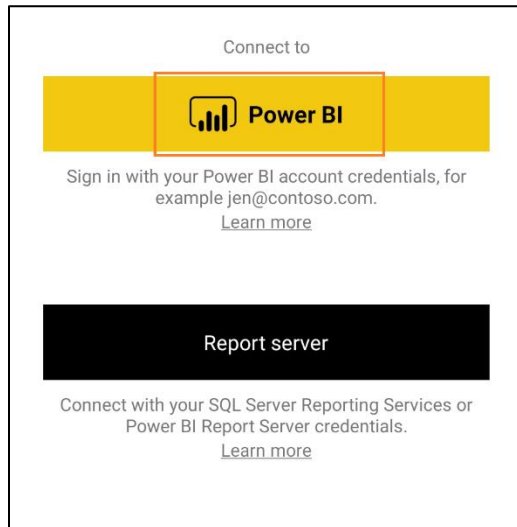 Connect to
Power BI
Sign in with your Power BI account credentials, for
example jen@contoso.com.
Learn more
Report server
Connect with your SQL Server Reporting Services or
Power BI Report Server credentials.
Learn more